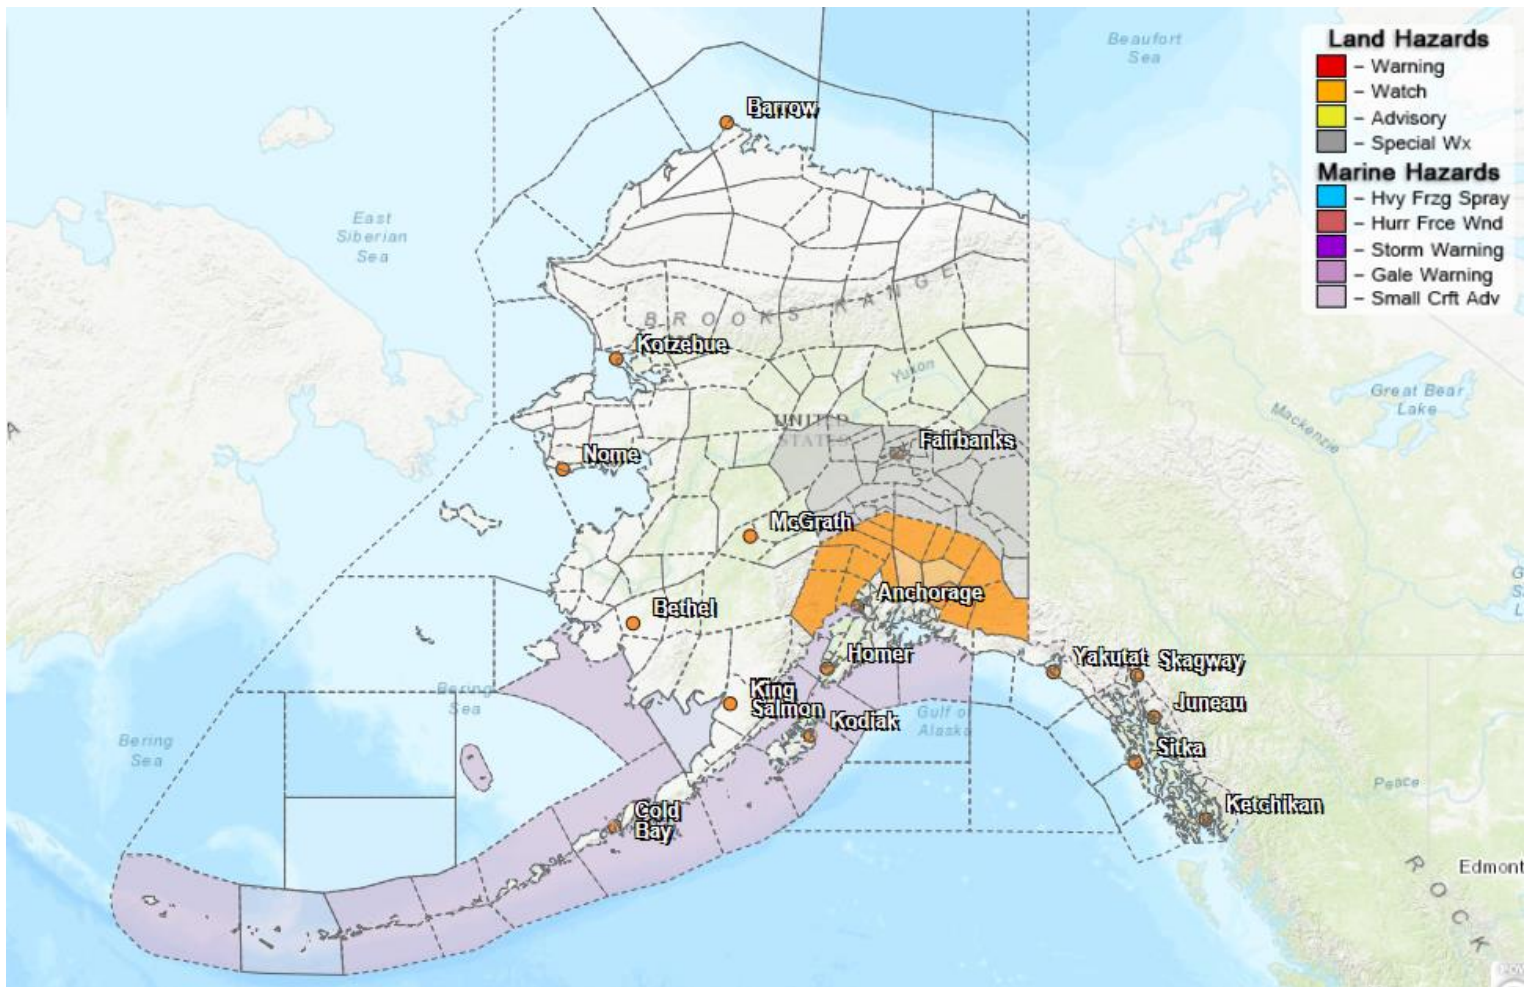 Beaufort
Sea
Land Hazards
– Warning
– Watch
– Advisory
– Special Wx
Marine Hazards
– Hvy Frzg Spray
– Hurr Frce Wnd
– Storm Warning
– Gale Warning
– Small Crft Adv
Barrow
East
Siberian
Sea
BROOKS RANGE
Kotzebue
Yukon
Great Bear
Lake
Mackenzie
UNITED
STATES
Fairbanks
Nome
McGrath
Anchorage
Bethel
Homer
Yakutat
Skagway
King
Salmon
Juneau
Kodiak
Gulf of
Alaska
Bering
Sea
Bering
Sea
Sitka
Peace
Cold
Bay
Ketchikan
Edmont
ROCK